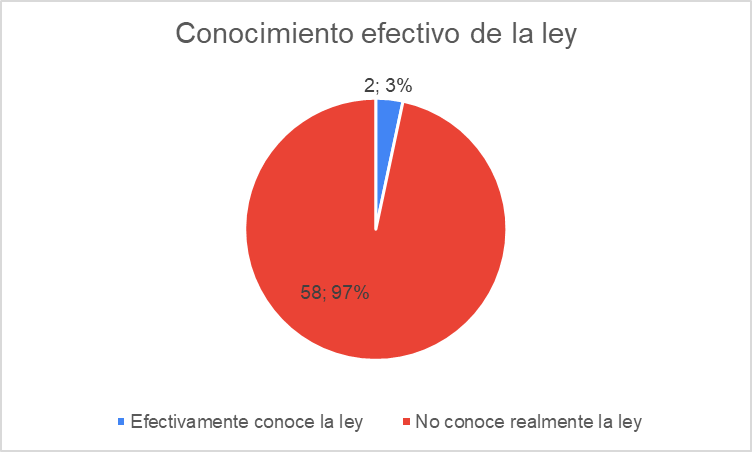 Conocimiento efectivo de la ley
2; 3%
58; 97%
Efectivamente conoce la ley
No conoce realmente la ley